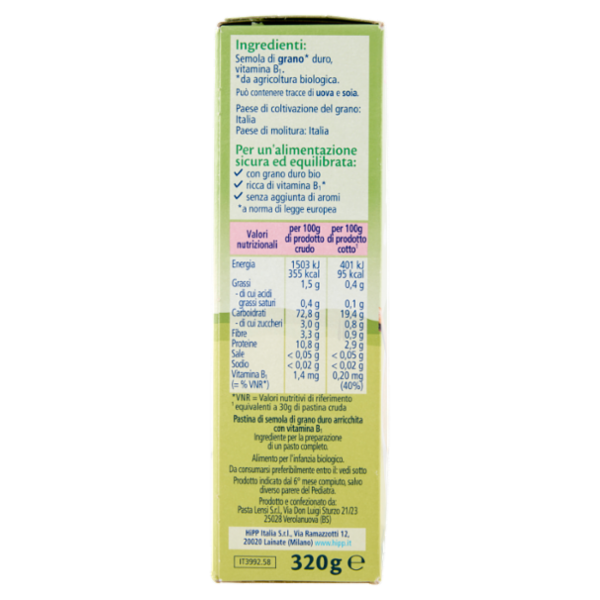 Ingredienti:
Semola di grano* duro,
vitamina B₁.
*da agricoltura biologica.
Può contenere tracce di uova e soia.
Paese di coltivazione del grano:
Italia
Paese di molitura: Italia
Per un'alimentazione
sicura ed equilibrata:
✓ con grano duro bio
✓ ricca di vitamina B₁*
✓ senza aggiunta di aromi
*a norma di legge europea
Valori nutrizionali per 100g di prodotto crudo per 100g di prodotto cotto¹
Energia 1503 kJ 401 kJ
355 kcal 95 kcal
Grassi 1,5 g 0,4 g
- di cui acidi
grassi saturi 0,4 g 0,1 g
Carboidrati 72,8 g 19,4 g
- di cui zuccheri 3,0 g 0,8 g
Fibre 3,3 g 0,9 g
Proteine 10,8 g 2,9 g
Sale < 0,05 g < 0,05 g
Sodio < 0,02 g < 0,02 g
Vitamina B₁ 1,4 mg 0,20 mg
(= % VNR*) (40%)
*VNR = Valori nutritivi di riferimento
¹equivalenti a 30g di pastina cruda
Pastina di semola di grano duro arricchita
con vitamina B₁
Ingrediente per la preparazione
di un pasto completo.
Alimento per l'infanzia biologico.
Da consumarsi preferibilmente entro il: vedi sotto
Prodotto indicato dal 6° mese compiuto, salvo
diverso parere del Pediatra.
Prodotto e confezionato da:
Pasta Lensi S.r.l., Via Don Luigi Sturzo 21/23
25028 Verolanuova (BS)
HiPP Italia S.r.l., Via Ramazzotti 12,
20020 Lainate (Milano) www.hipp.it
IT3992.58 320g ℮